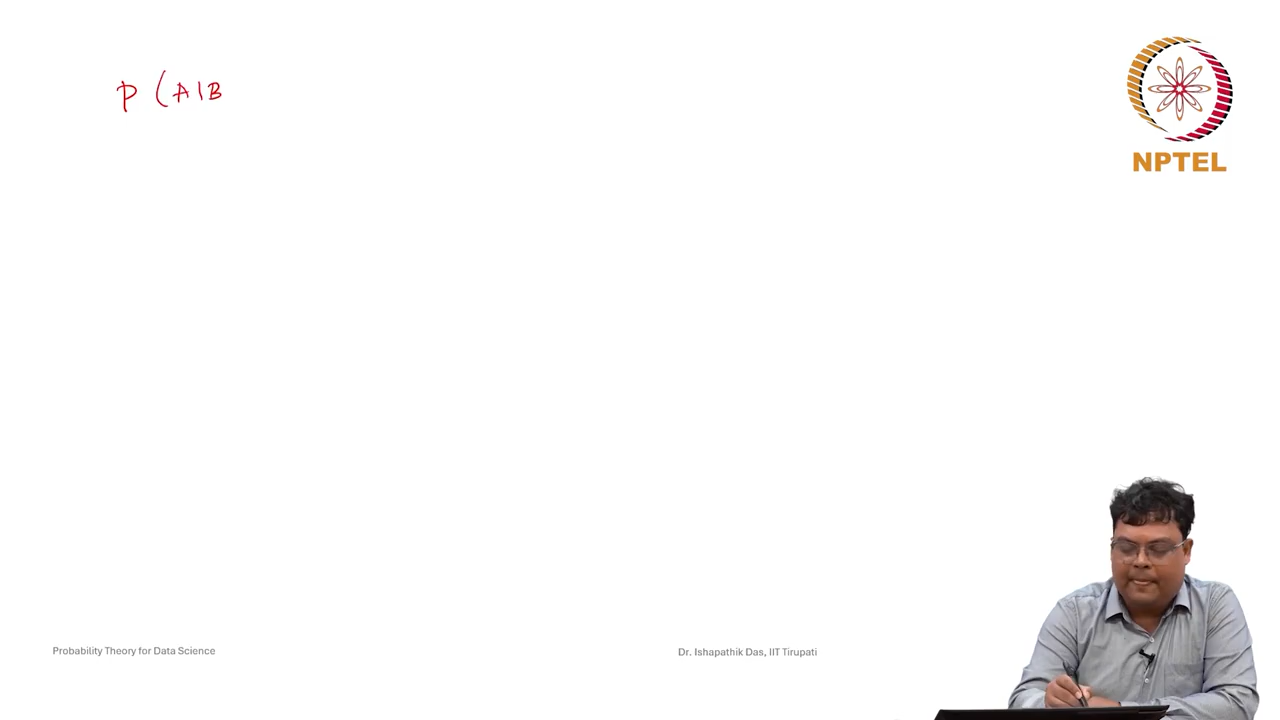 P (A|B
NPTEL
Probability Theory for Data Science
Dr. Ishapathik Das, IIT Tirupati